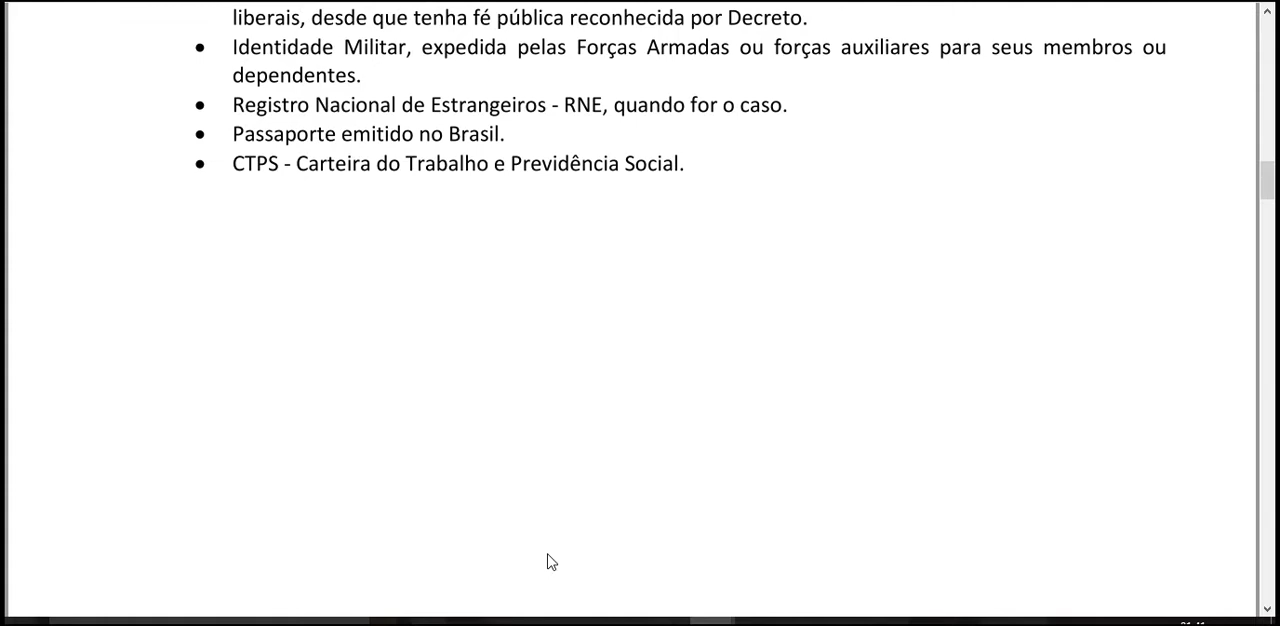 liberais, desde que tenha fé pública reconhecida por Decreto.
• Identidade Militar, expedida pelas Forças Armadas ou forças auxiliares para seus membros ou
dependentes.
• Registro Nacional de Estrangeiros - RNE, quando for o caso.
• Passaporte emitido no Brasil.
• CTPS - Carteira do Trabalho e Previdência Social.